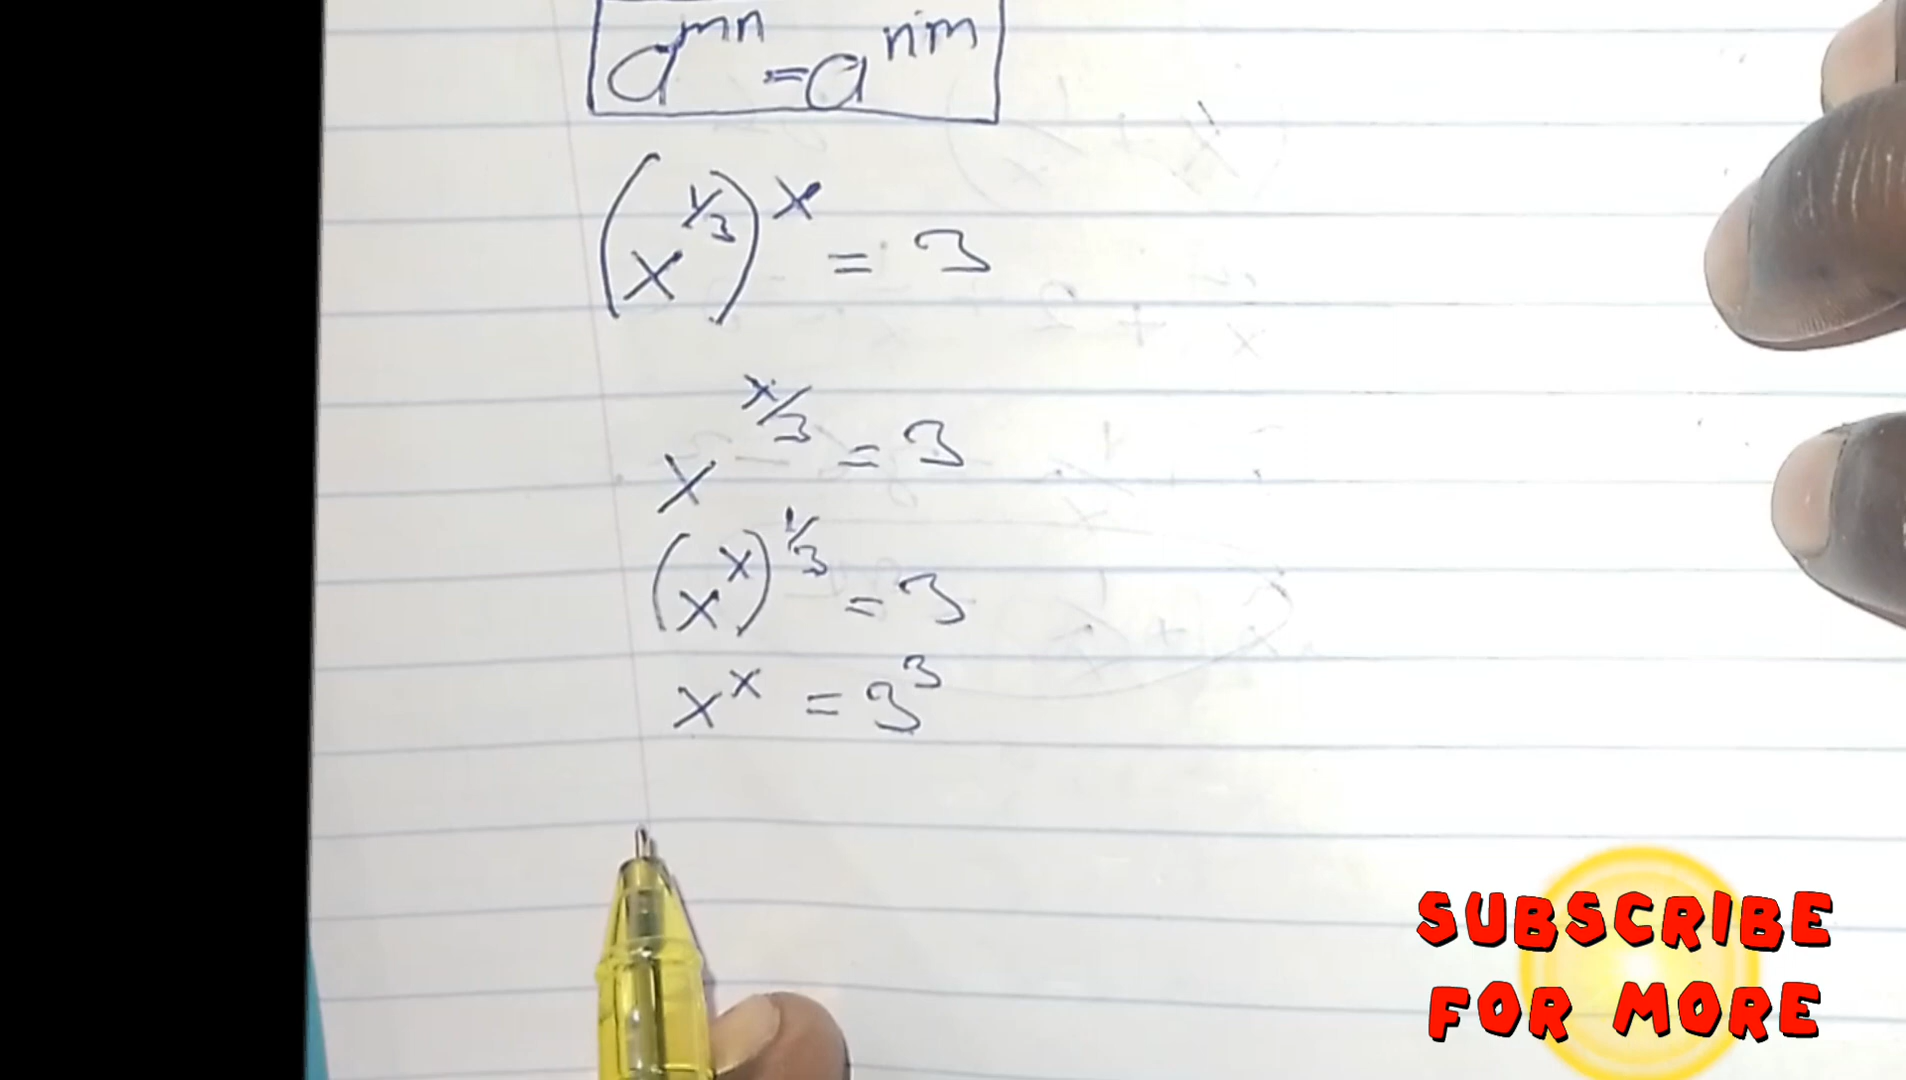 a^mn = a^nm
(x^1/3)^x = 3
x^x/3 = 3
(x^x)^1/3 = 3
x^x = 3^3
SUBSCRIBE
FOR MORE